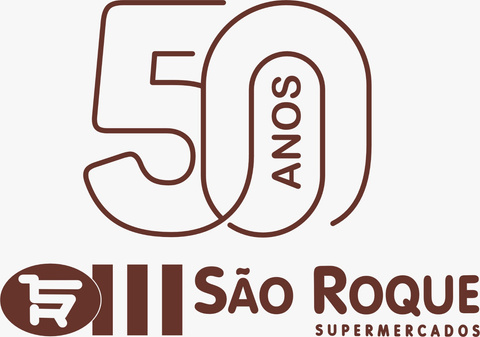 50
ANOS
SÃO ROQUE
SUPERMERCADOS